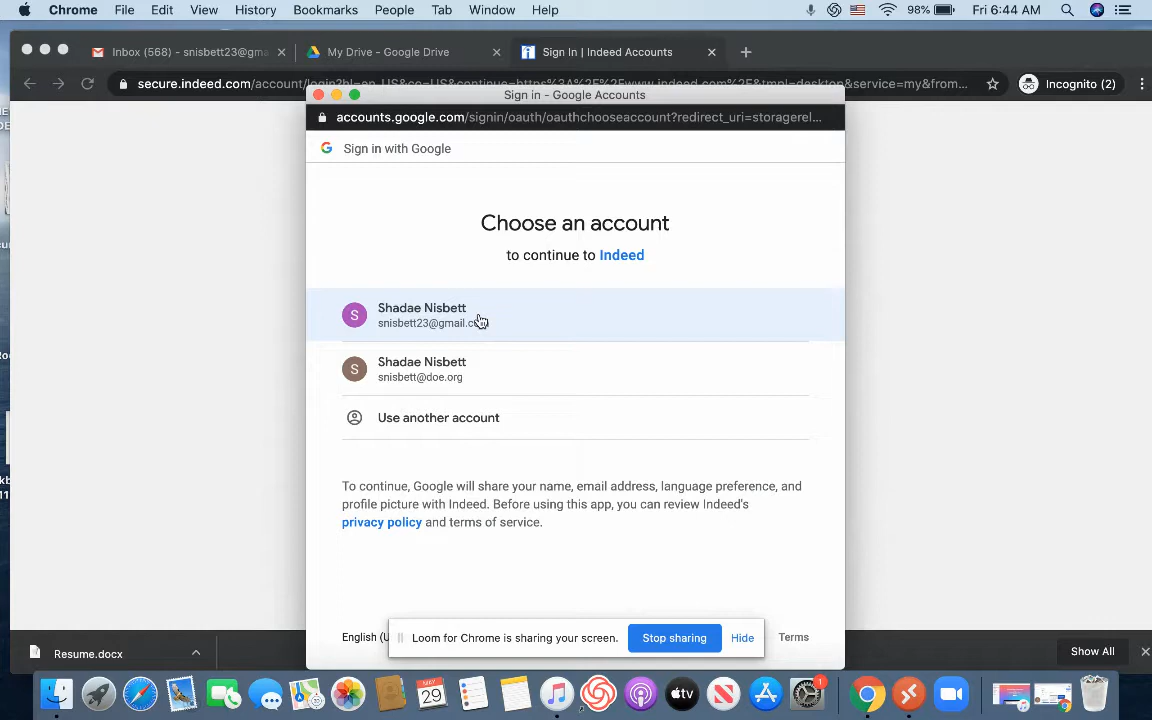 Chrome File Edit View History Bookmarks People Tab Window Help 98% Fri 6:44 AM
Inbox (568) - snisbett23@gma My Drive - Google Drive Sign In | Indeed Accounts
Incognito (2)
Sign in - Google Accounts
accounts.google.com/signin/oauth/oauthchooseaccount?redirect_uri=storagerel...
G Sign in with Google
Choose an account
to continue to Indeed
S Shadae Nisbett
snisbett23@gmail.com
S Shadae Nisbett
snisbett@doe.org
Use another account
To continue, Google will share your name, email address, language preference, and
profile picture with Indeed. Before using this app, you can review Indeed's
privacy policy and terms of service.
English (U Loom for Chrome is sharing your screen. Stop sharing Hide Terms
Resume.docx Show All
MAY
29
tv
1